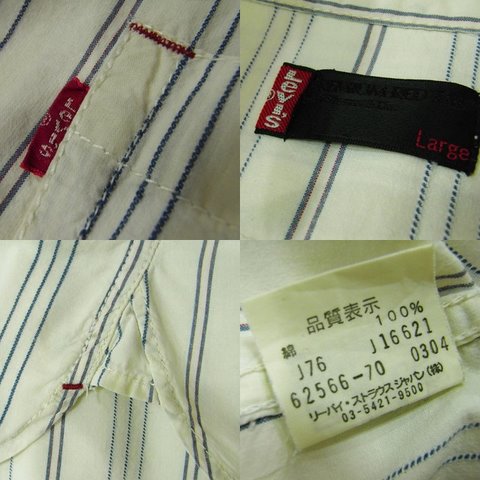 LEVI'S
LEVI'S
Large
品質表示
綿 100%
J76 J16621
62566-70 0304
リーバイ・ストラウスジャパン(株)
03-5421-9500